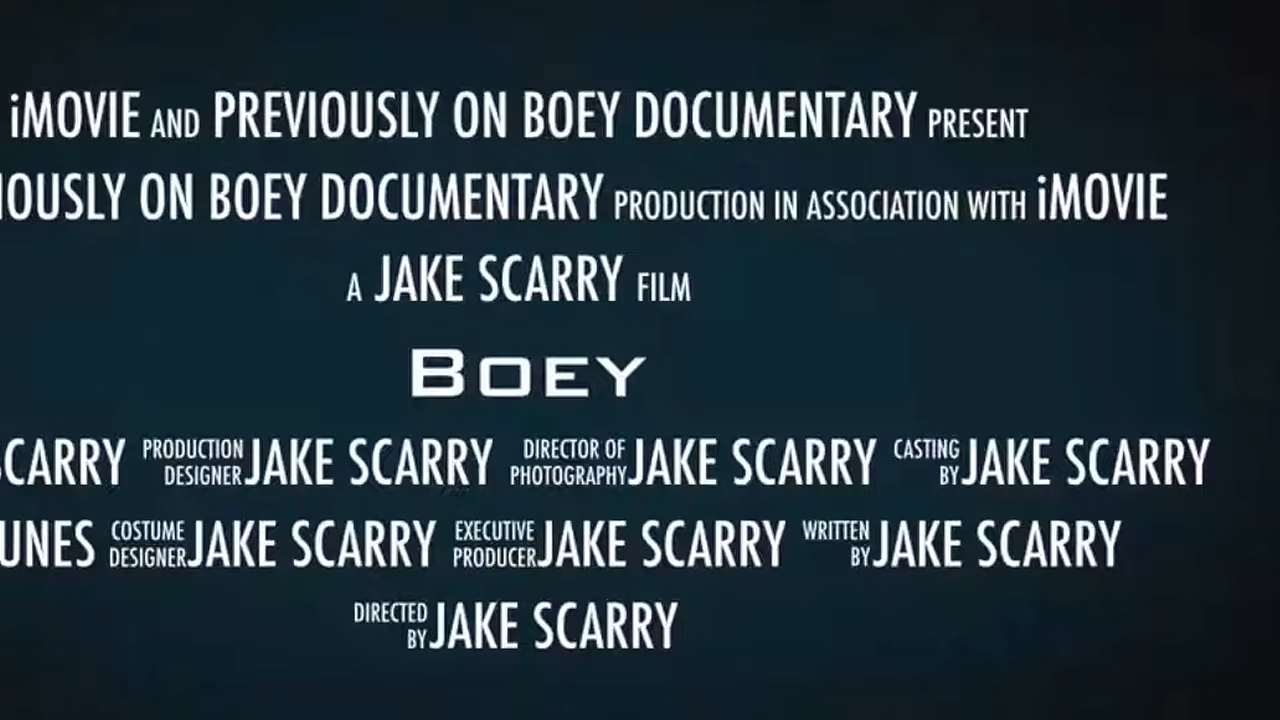 iMOVIE AND PREVIOUSLY ON BOEY DOCUMENTARY PRESENT
IOUSLY ON BOEY DOCUMENTARY PRODUCTION IN ASSOCIATION WITH iMOVIE
A JAKE SCARRY FILM
BOEY
SCARRY PRODUCTION DESIGNER JAKE SCARRY DIRECTOR OF PHOTOGRAPHY JAKE SCARRY CASTING BY JAKE SCARRY
UNES COSTUME DESIGNER JAKE SCARRY EXECUTIVE PRODUCER JAKE SCARRY WRITTEN BY JAKE SCARRY
DIRECTED BY JAKE SCARRY